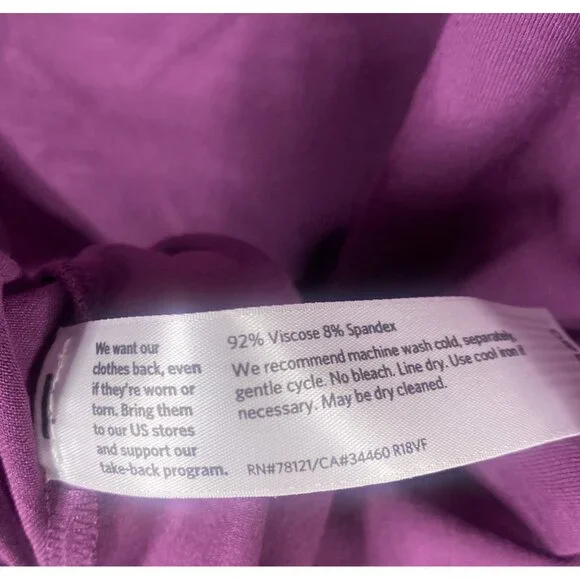 We want our
clothes back, even
if they're worn or
torn. Bring them
to our US stores
and support our
take-back program.
92% Viscose 8% Spandex
We recommend machine wash cold, separately,
gentle cycle. No bleach. Line dry. Use cool iron if
necessary. May be dry cleaned.
RN#78121/CA#34460 R18VF